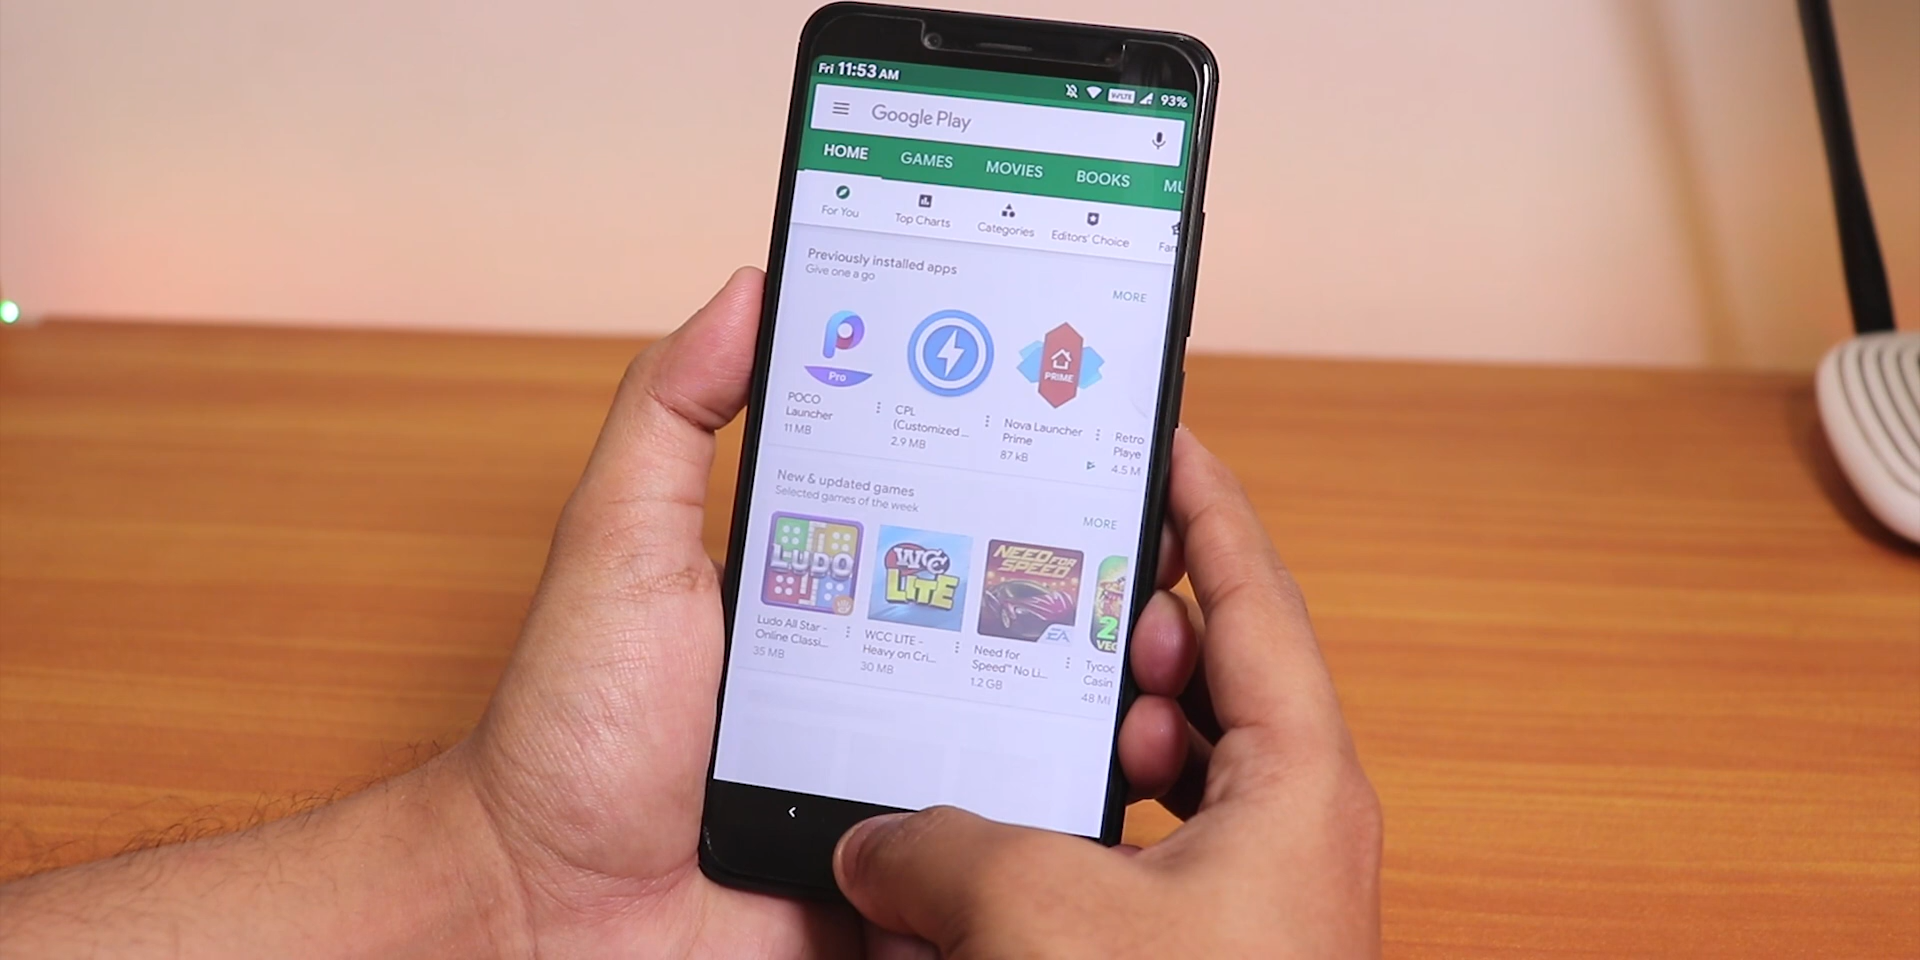 Fri 11:53 AM
VoLTE 93%
Google Play
HOME GAMES MOVIES BOOKS MU
For You Top Charts Categories Editors' Choice Fan
Previously installed apps
Give one a go
MORE
Pro
PRIME
POCO
Launcher
11 MB
CPL
(Customized ...
2.9 MB
Nova Launcher
Prime
87 kB
Retro
Playe
4.5 M
New & updated games
Selected games of the week
MORE
LUDO
WCC
LITE
NEED FOR
SPEED
EA
2
VEG
Ludo All Star -
Online Classi...
35 MB
WCC LITE -
Heavy on Cri...
30 MB
Need for
Speed™ No Li...
1.2 GB
Tycoo
Casin
48 MB